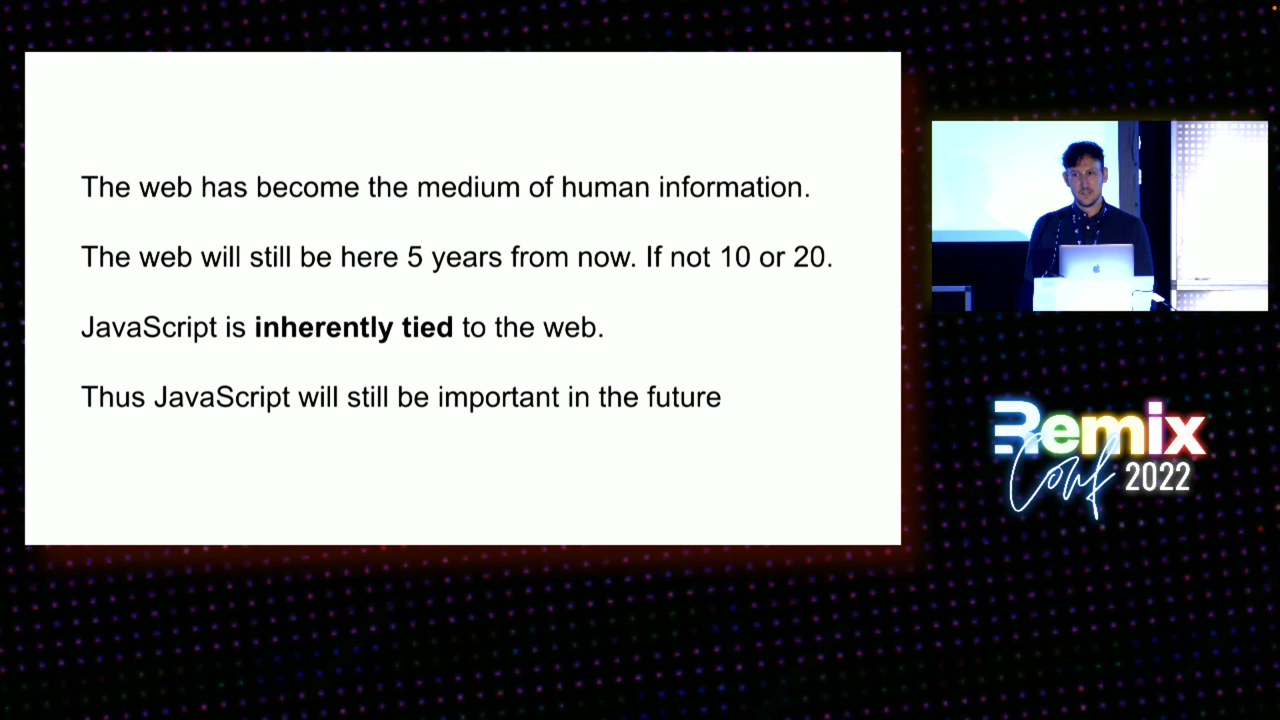 The web has become the medium of human information.
The web will still be here 5 years from now. If not 10 or 20.
JavaScript is inherently tied to the web.
Thus JavaScript will still be important in the future
Remix
Conf 2022